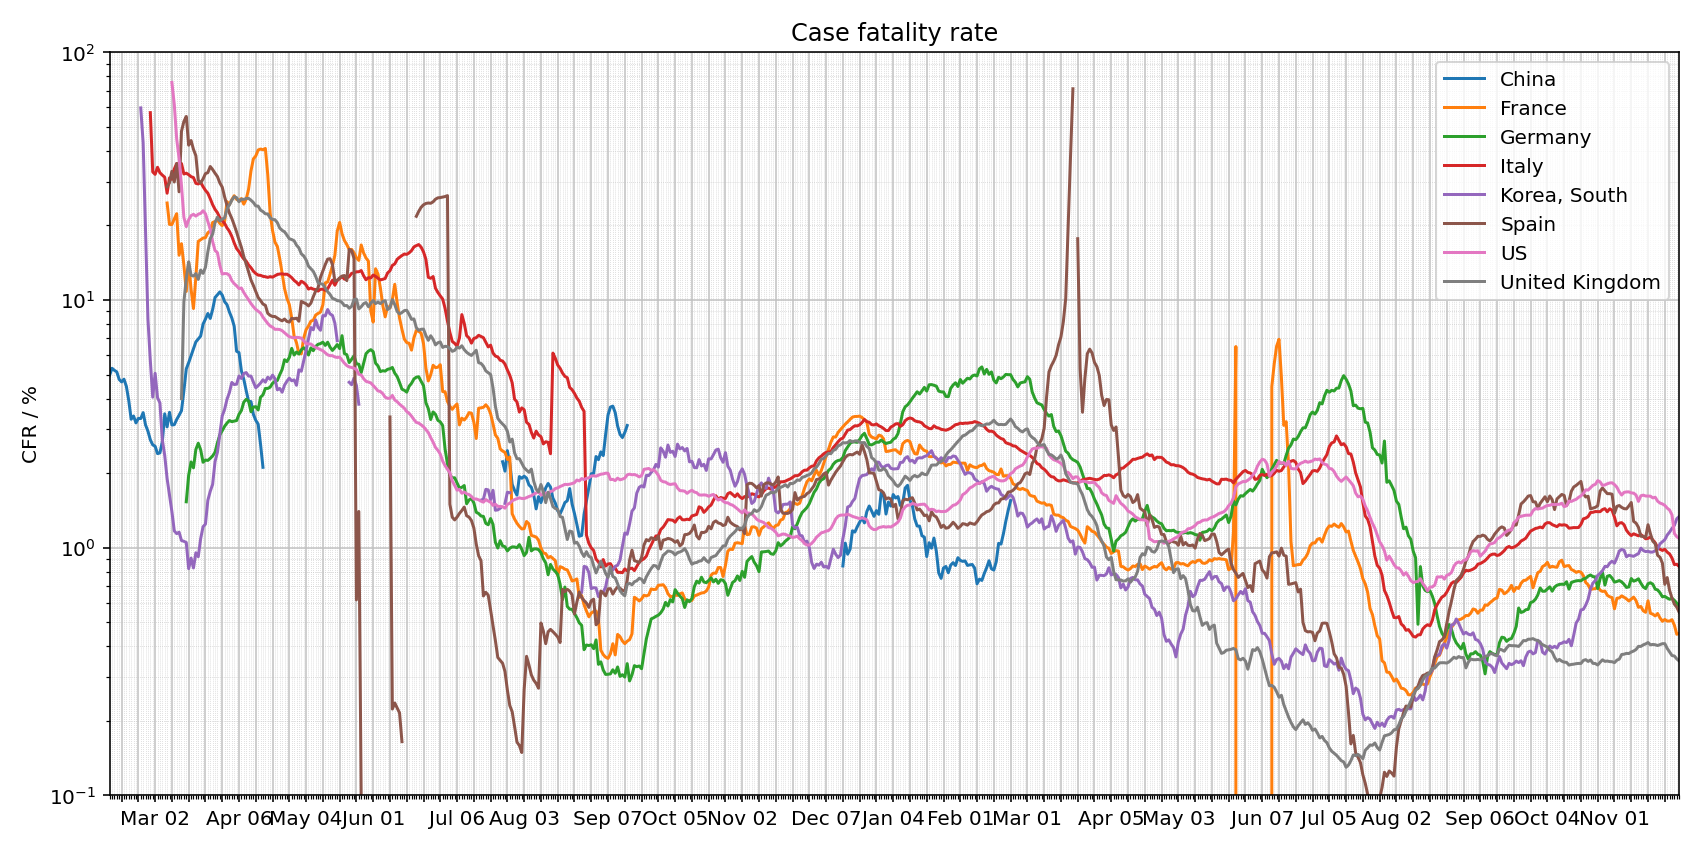 Case fatality rate
10²
10¹
10⁰
10⁻¹
CFR / %
China
France
Germany
Italy
Korea, South
Spain
US
United Kingdom
Mar 02 Apr 06 May 04 Jun 01 Jul 06 Aug 03 Sep 07 Oct 05 Nov 02 Dec 07 Jan 04 Feb 01 Mar 01 Apr 05 May 03 Jun 07 Jul 05 Aug 02 Sep 06 Oct 04 Nov 01